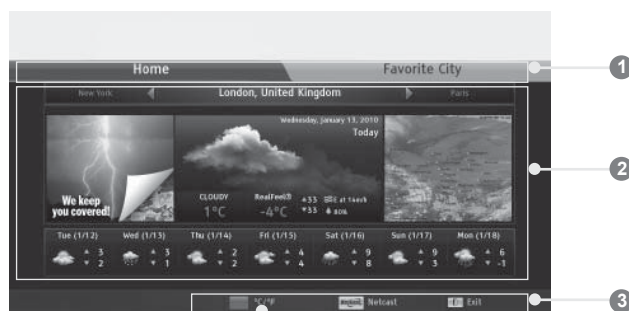 Home Favorite City 1
New York London, United Kingdom Paris
Wednesday, January 13, 2010
Today
We keep
you covered!
CLOUDY RealFeel®
1°C -4°C
▲33
▼33 80%
2
Tue (1/12) Wed (1/13) Thu (1/14) Fri (1/15) Sat (1/16) Sun (1/17) Mon (1/18)
▲ 3 ▲ 3 ▲ 2 ▲ 4 ▲ 9 ▲ 9 ▲ 6
▼ 2 ▼ 1 ▼ 2 ▼ 4 ▼ 8 ▼ 3 ▼ -1
°C/°F Netcast Exit 3